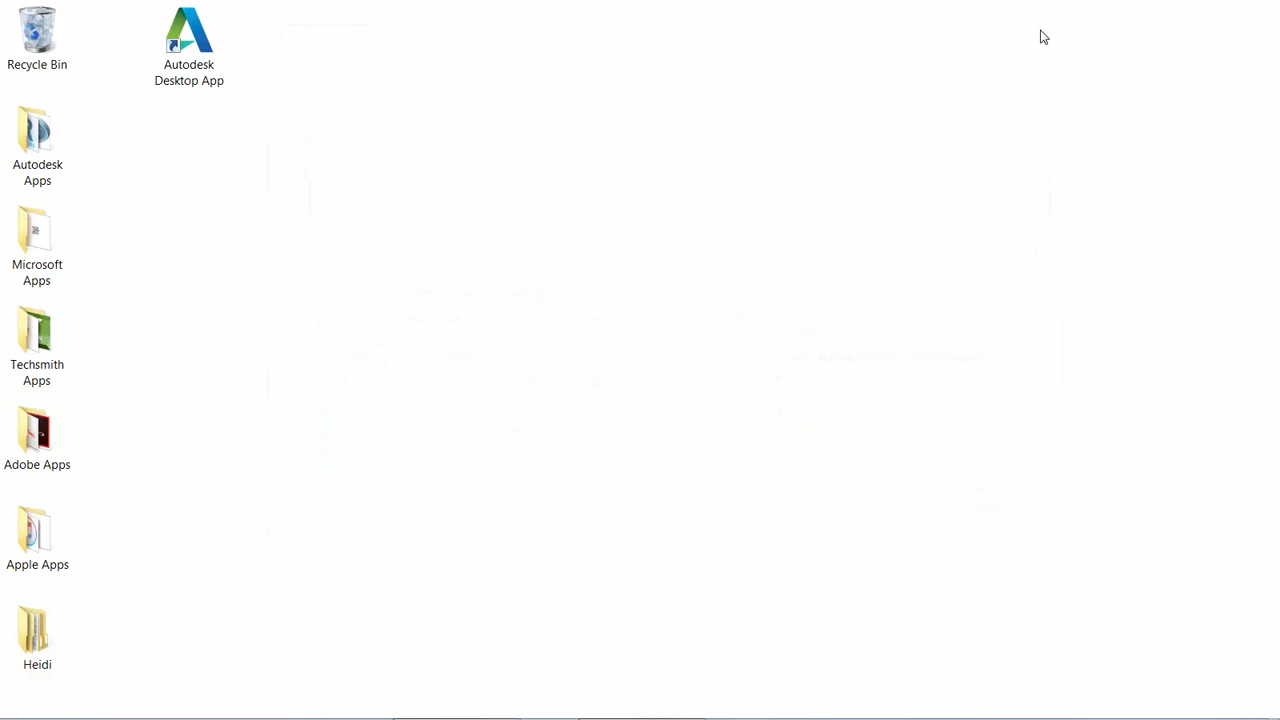 Recycle Bin
Autodesk
Desktop App
Autodesk
Apps
Microsoft
Apps
Techsmith
Apps
Adobe Apps
Apple Apps
Heidi